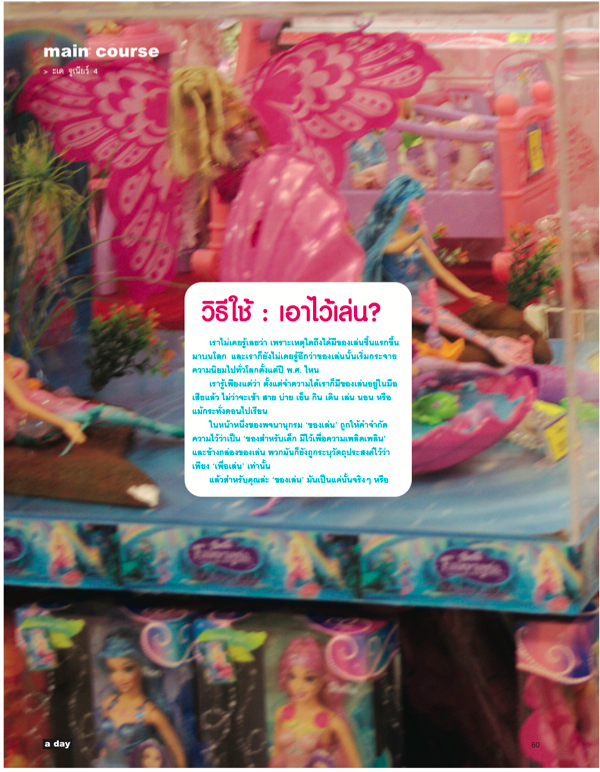 main course
> ะเด จูเนียร์ 4
วิธีใช้ : เอาไว้เล่น?
เราไม่เคยรู้เลยว่า เพราะเหตุใดถึงได้มีของเล่นชิ้นแรกขึ้น
มาบนโลก และเราก็ยังไม่เคยรู้อีกว่าของเล่นนั้นเริ่มกระจาย
ความนิยมไปทั่วโลกตั้งแต่ปี พ.ศ. ไหน
เรารู้เพียงแต่ว่า ตั้งแต่จำความได้เราก็มีของเล่นอยู่ในมือ
เสียแล้ว ไม่ว่าจะเช้า สาย บ่าย เย็น กิน เดิน เล่น นอน หรือ
แม้กระทั่งตอนไปเรียน
ในหน้าหนึ่งของพจนานุกรม ‘ของเล่น’ ถูกให้คำจำกัด
ความไว้ว่าเป็น ‘ของสำหรับเด็ก มีไว้เพื่อความเพลิดเพลิน’
และข้างกล่องของเล่น พวกมันก็ยังถูกระบุวัตถุประสงค์ไว้ว่า
เพียง ‘เพื่อเล่น’ เท่านั้น
แล้วสำหรับคุณล่ะ ‘ของเล่น’ มันเป็นแค่นั้นจริงๆ หรือ
a day
60